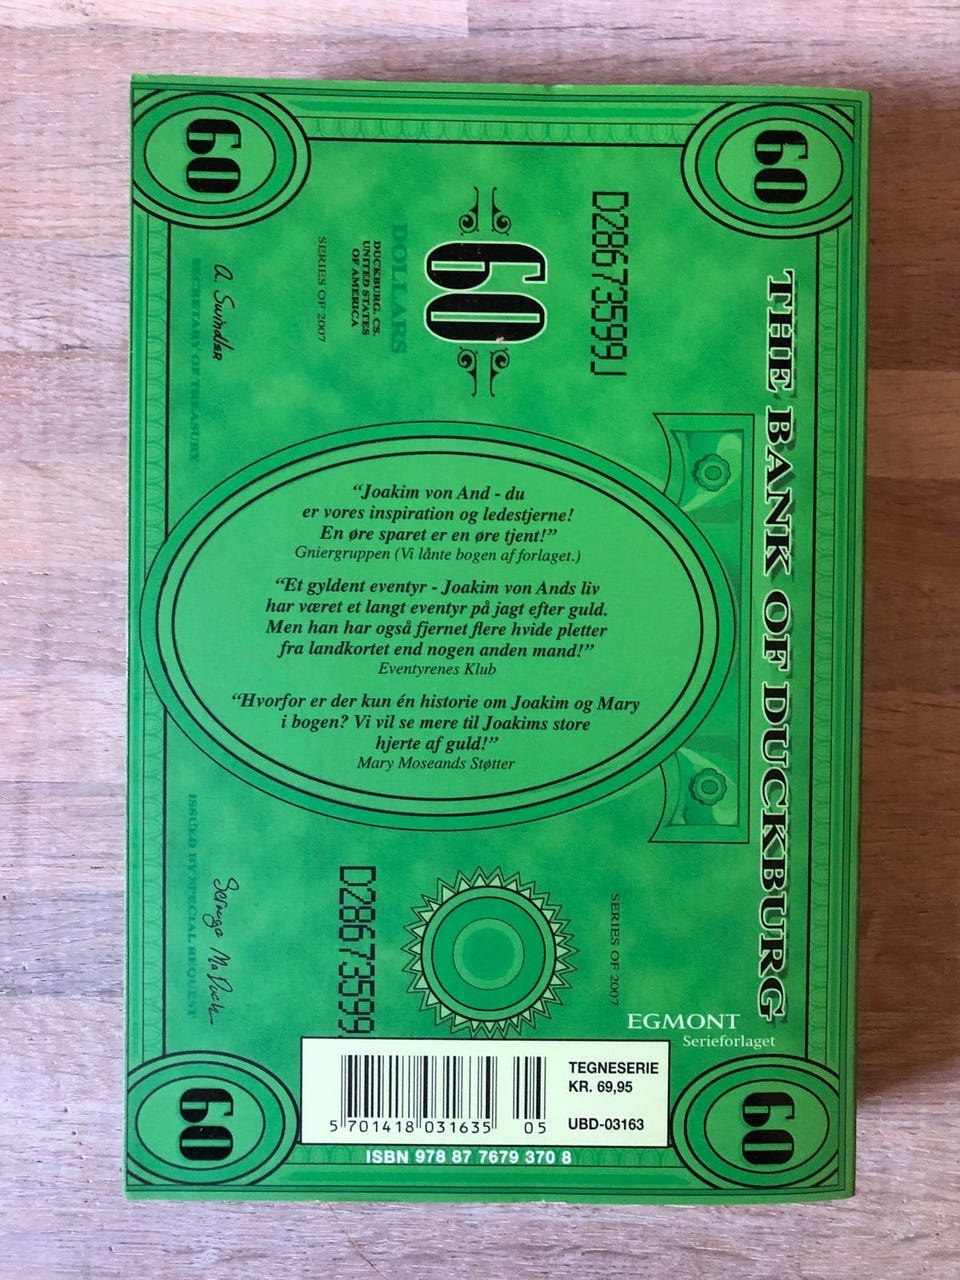 60
60
THE BANK OF DUCKBURG
D28673599J
60
DOLLARS
DUCKBURG, CS.
UNITED STATES
OF AMERICA
SERIES OF 2007
A. Swindler
SECRETARY OF TREASURY
“Joakim von And - du
er vores inspiration og ledestjerne!
En øre sparet er en øre tjent!”
Gniergruppen (Vi lånte bogen af forlaget.)
“Et gyldent eventyr - Joakim von Ands liv
har været et langt eventyr på jagt efter guld.
Men han har også fjernet flere hvide pletter
fra landkortet end nogen anden mand!”
Eventyrenes Klub
“Hvorfor er der kun én historie om Joakim og Mary
i bogen? Vi vil se mere til Joakims store
hjerte af guld!”
Mary Moseands Støtter
SERIES OF 2007
D28673599
Scrooge McDuck
ISSUED BY SPECIAL REQUEST
EGMONT
Serieforlaget
TEGNESERIE
KR. 69,95
UBD-03163
5 701418 031635 05
ISBN 978 87 7679 370 8
60
60